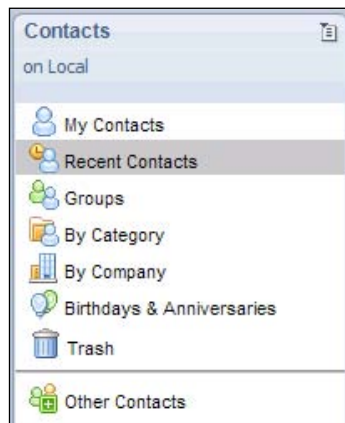 Contacts
on Local
My Contacts
Recent Contacts
Groups
By Category
By Company
Birthdays & Anniversaries
Trash
Other Contacts